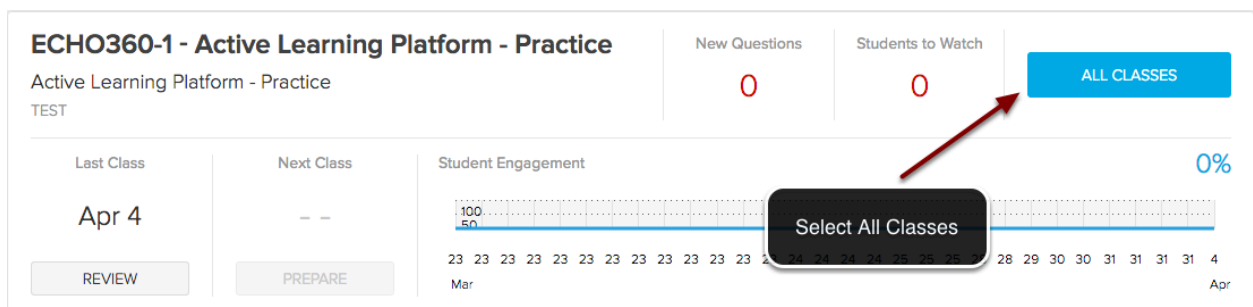 ECHO360-1 - Active Learning Platform - Practice
Active Learning Platform - Practice
TEST
New Questions
0
Students to Watch
0
ALL CLASSES
Last Class
Apr 4
REVIEW
Next Class
– –
PREPARE
Student Engagement
0%
100
50
Select All Classes
23 23 23 23 23 23 23 23 23 23 23 23 23 24 24 24 24 25 25 25 28 28 29 30 30 31 31 31 31 4
Mar
Apr